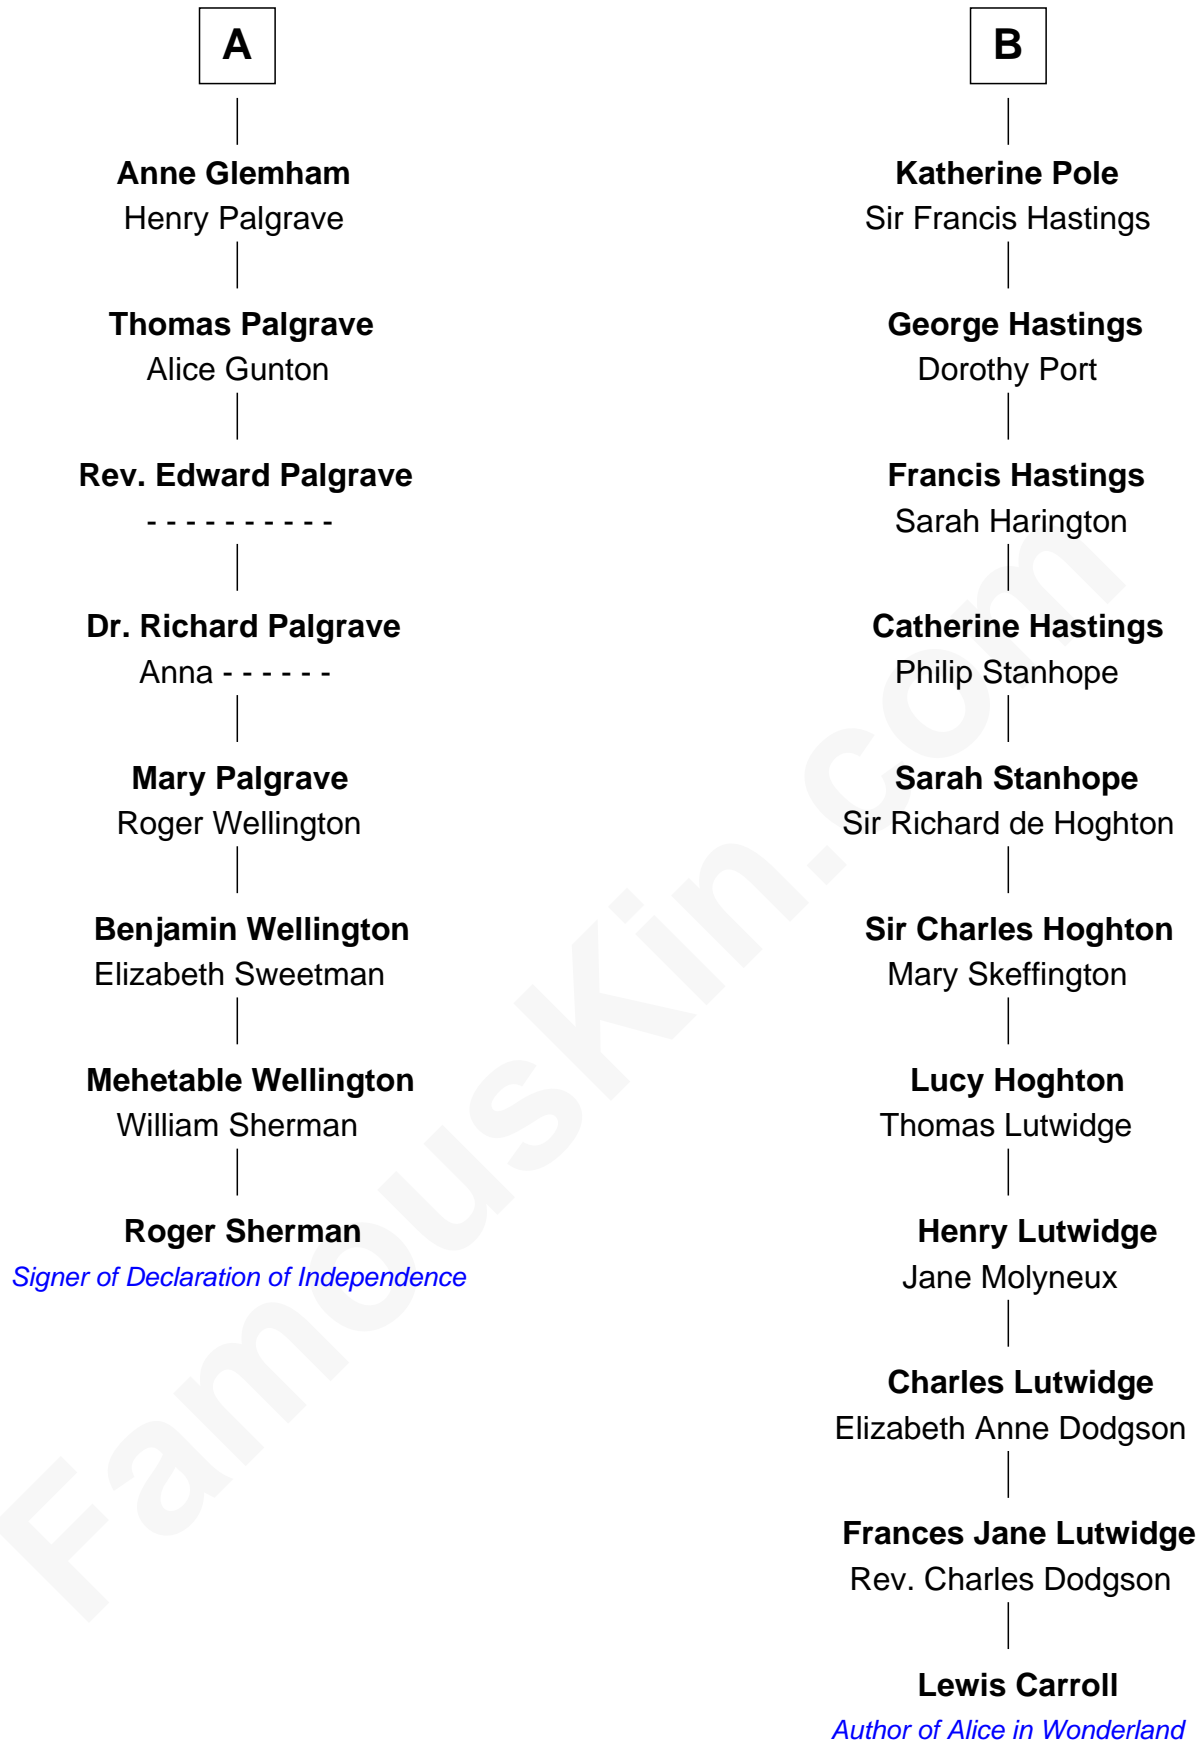 A
Anne Glemham
Henry Palgrave
Thomas Palgrave
Alice Gunton
Rev. Edward Palgrave
- - - - - - - - - -
Dr. Richard Palgrave
Anna - - - - - -
Mary Palgrave
Roger Wellington
Benjamin Wellington
Elizabeth Sweetman
Mehetable Wellington
William Sherman
Roger Sherman
Signer of Declaration of Independence
B
Katherine Pole
Sir Francis Hastings
George Hastings
Dorothy Port
Francis Hastings
Sarah Harington
Catherine Hastings
Philip Stanhope
Sarah Stanhope
Sir Richard de Hoghton
Sir Charles Hoghton
Mary Skeffington
Lucy Hoghton
Thomas Lutwidge
Henry Lutwidge
Jane Molyneux
Charles Lutwidge
Elizabeth Anne Dodgson
Frances Jane Lutwidge
Rev. Charles Dodgson
Lewis Carroll
Author of Alice in Wonderland
FamousKin.com